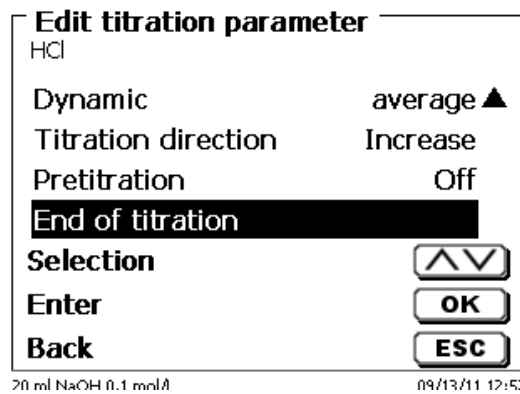 Edit titration parameter
HCl
Dynamic average ▲
Titration direction Increase
Pretitration Off
End of titration
Selection
Enter OK
Back ESC
20 ml NaOH 0.1 mol/l 09/13/11 12:52